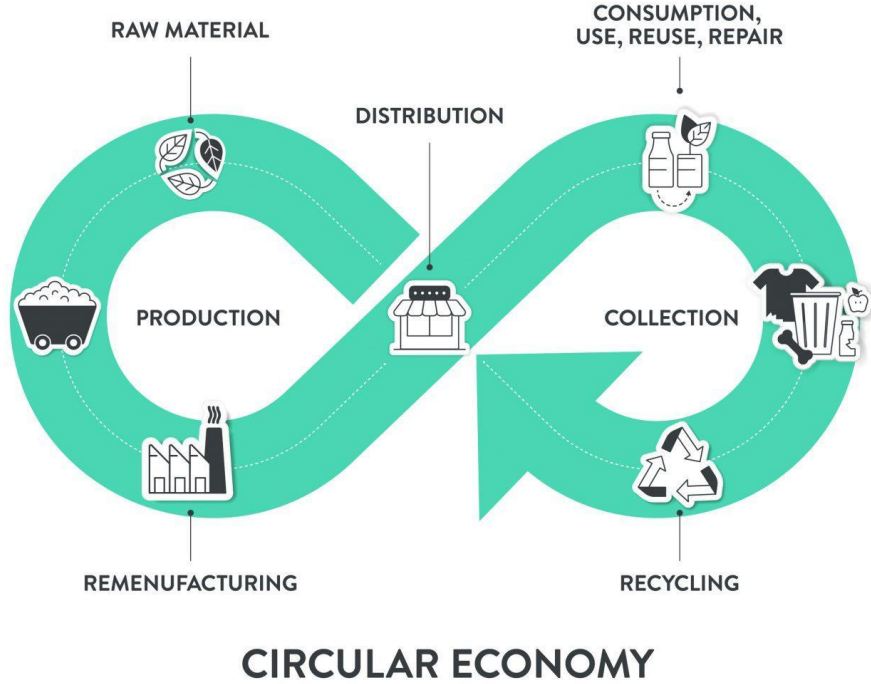 RAW MATERIAL
CONSUMPTION,
USE, REUSE, REPAIR
DISTRIBUTION
PRODUCTION
COLLECTION
REMENUFACTURING
RECYCLING
CIRCULAR ECONOMY